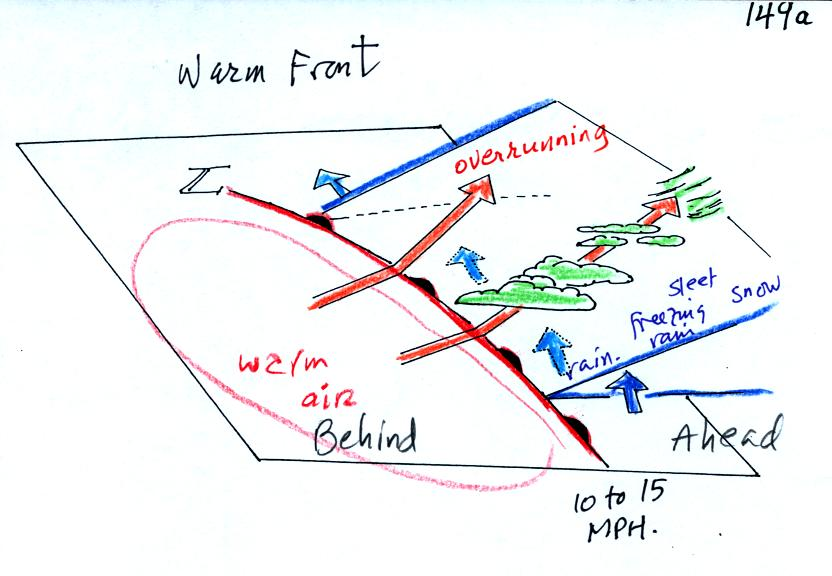 149a
Warm Front
overrunning
sleet
snow
freezing
rain
rain.
warm
air
Behind
Ahead
10 to 15
MPH.